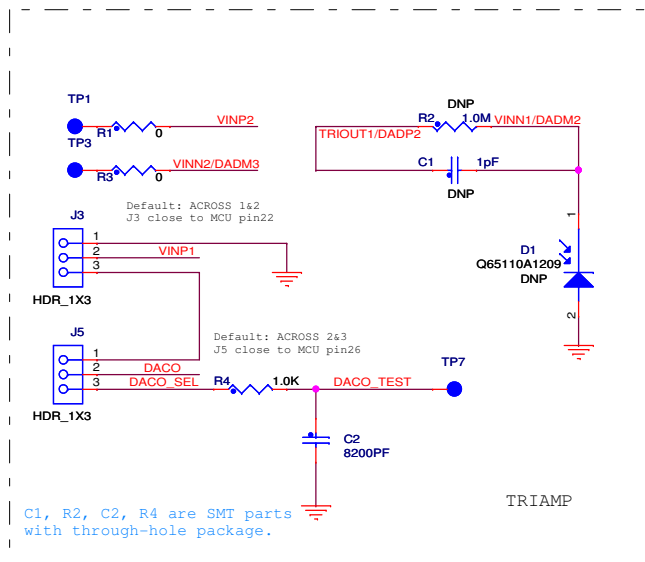 TP1
R1
0
VINP2
TP3
R3
0
VINN2/DADM3
DNP
R2
1.0M
VINN1/DADM2
TRIOUT1/DADP2
C1
1pF
DNP
Default: ACROSS 1&2
J3 close to MCU pin22
J3
1
2
3
VINP1
HDR_1X3
1
D1
Q65110A1209
DNP
2
Default: ACROSS 2&3
J5 close to MCU pin26
J5
1
2
3
DACO
DACO_SEL
HDR_1X3
R4
1.0K
DACO_TEST
TP7
C2
8200PF
TRIAMP
C1, R2, C2, R4 are SMT parts
with through-hole package.